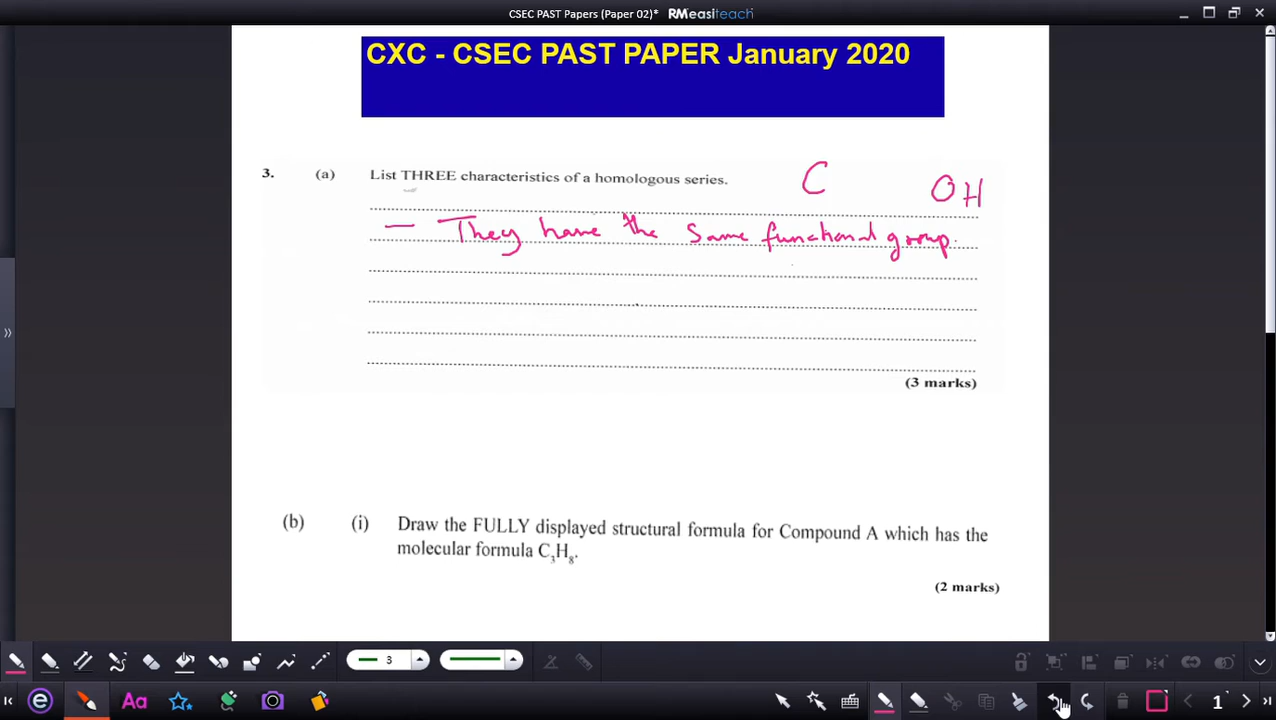 CSEC PAST Papers (Paper 02)* RMeasiteach
CXC - CSEC PAST PAPER January 2020
3. (a) List THREE characteristics of a homologous series.
C OH
— They have the same functional group.
(3 marks)
(b) (i) Draw the FULLY displayed structural formula for Compound A which has the
molecular formula C₃H₈.
(2 marks)
3
Aa 1